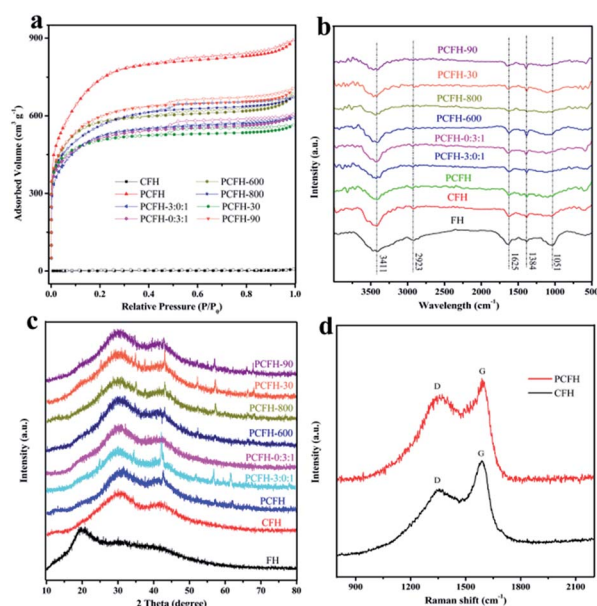 a
Adsorbed Volume (cm³ g⁻¹)
900
600
300
0
CFH
PCFH
PCFH-3:0:1
PCFH-0:3:1
PCFH-600
PCFH-800
PCFH-30
PCFH-90
0.0 0.2 0.4 0.6 0.8 1.0
Relative Pressure (P/P₀)
b
Intensity (a.u.)
PCFH-90
PCFH-30
PCFH-800
PCFH-600
PCFH-0:3:1
PCFH-3:0:1
PCFH
CFH
FH
3411
2923
1625
1384
1051
3500 3000 2500 2000 1500 1000 500
Wavelength (cm⁻¹)
c
Intensity (a.u.)
PCFH-90
PCFH-30
PCFH-800
PCFH-600
PCFH-0:3:1
PCFH-3:0:1
PCFH
CFH
FH
10 20 30 40 50 60 70 80
2 Theta (degree)
d
Intensity (a.u.)
D
G
D
G
PCFH
CFH
900 1200 1500 1800 2100
Raman shift (cm⁻¹)